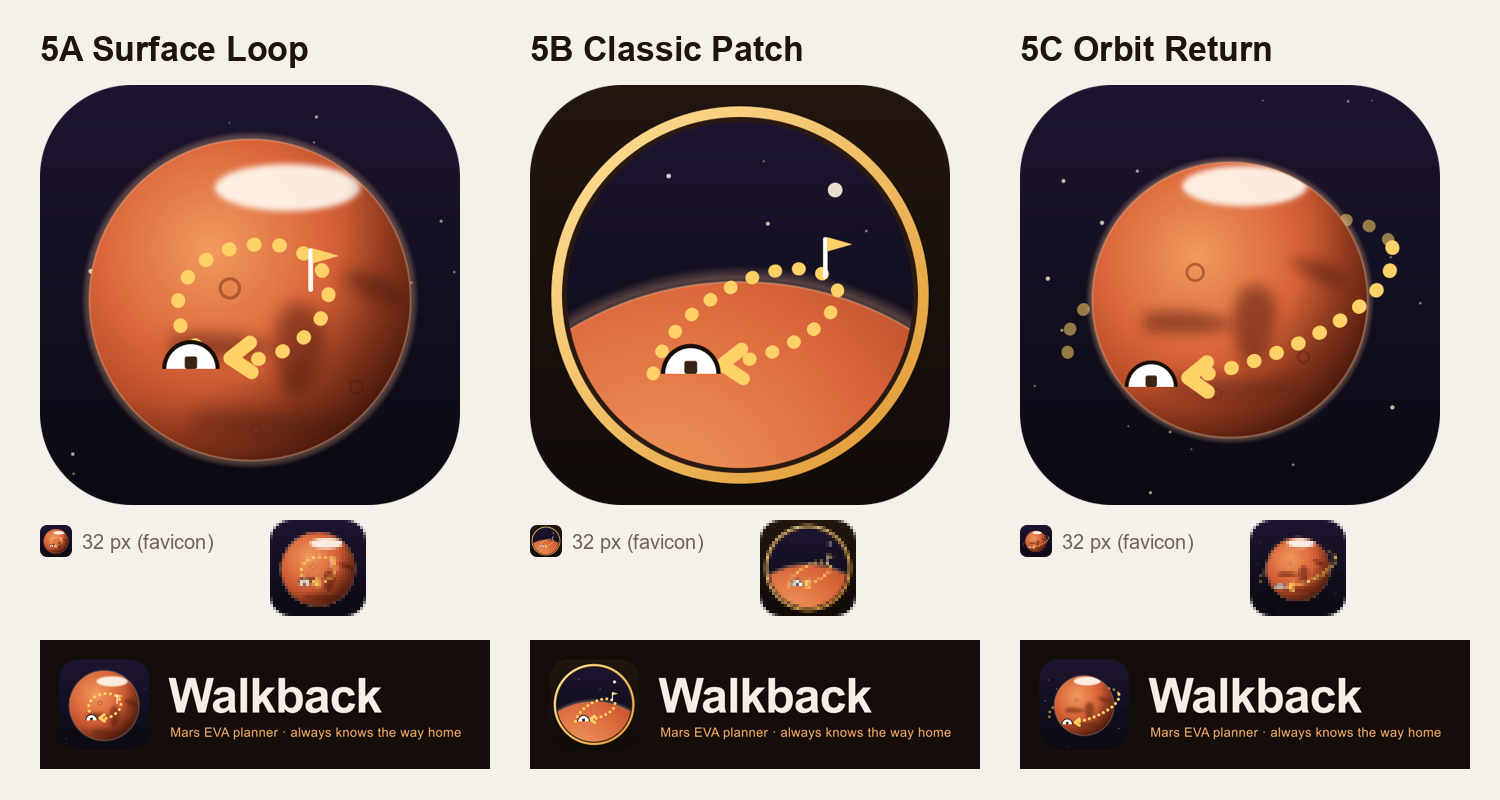 5A Surface Loop
5B Classic Patch
5C Orbit Return
32 px (favicon)
32 px (favicon)
32 px (favicon)
Walkback
Mars EVA planner · always knows the way home
Walkback
Mars EVA planner · always knows the way home
Walkback
Mars EVA planner · always knows the way home